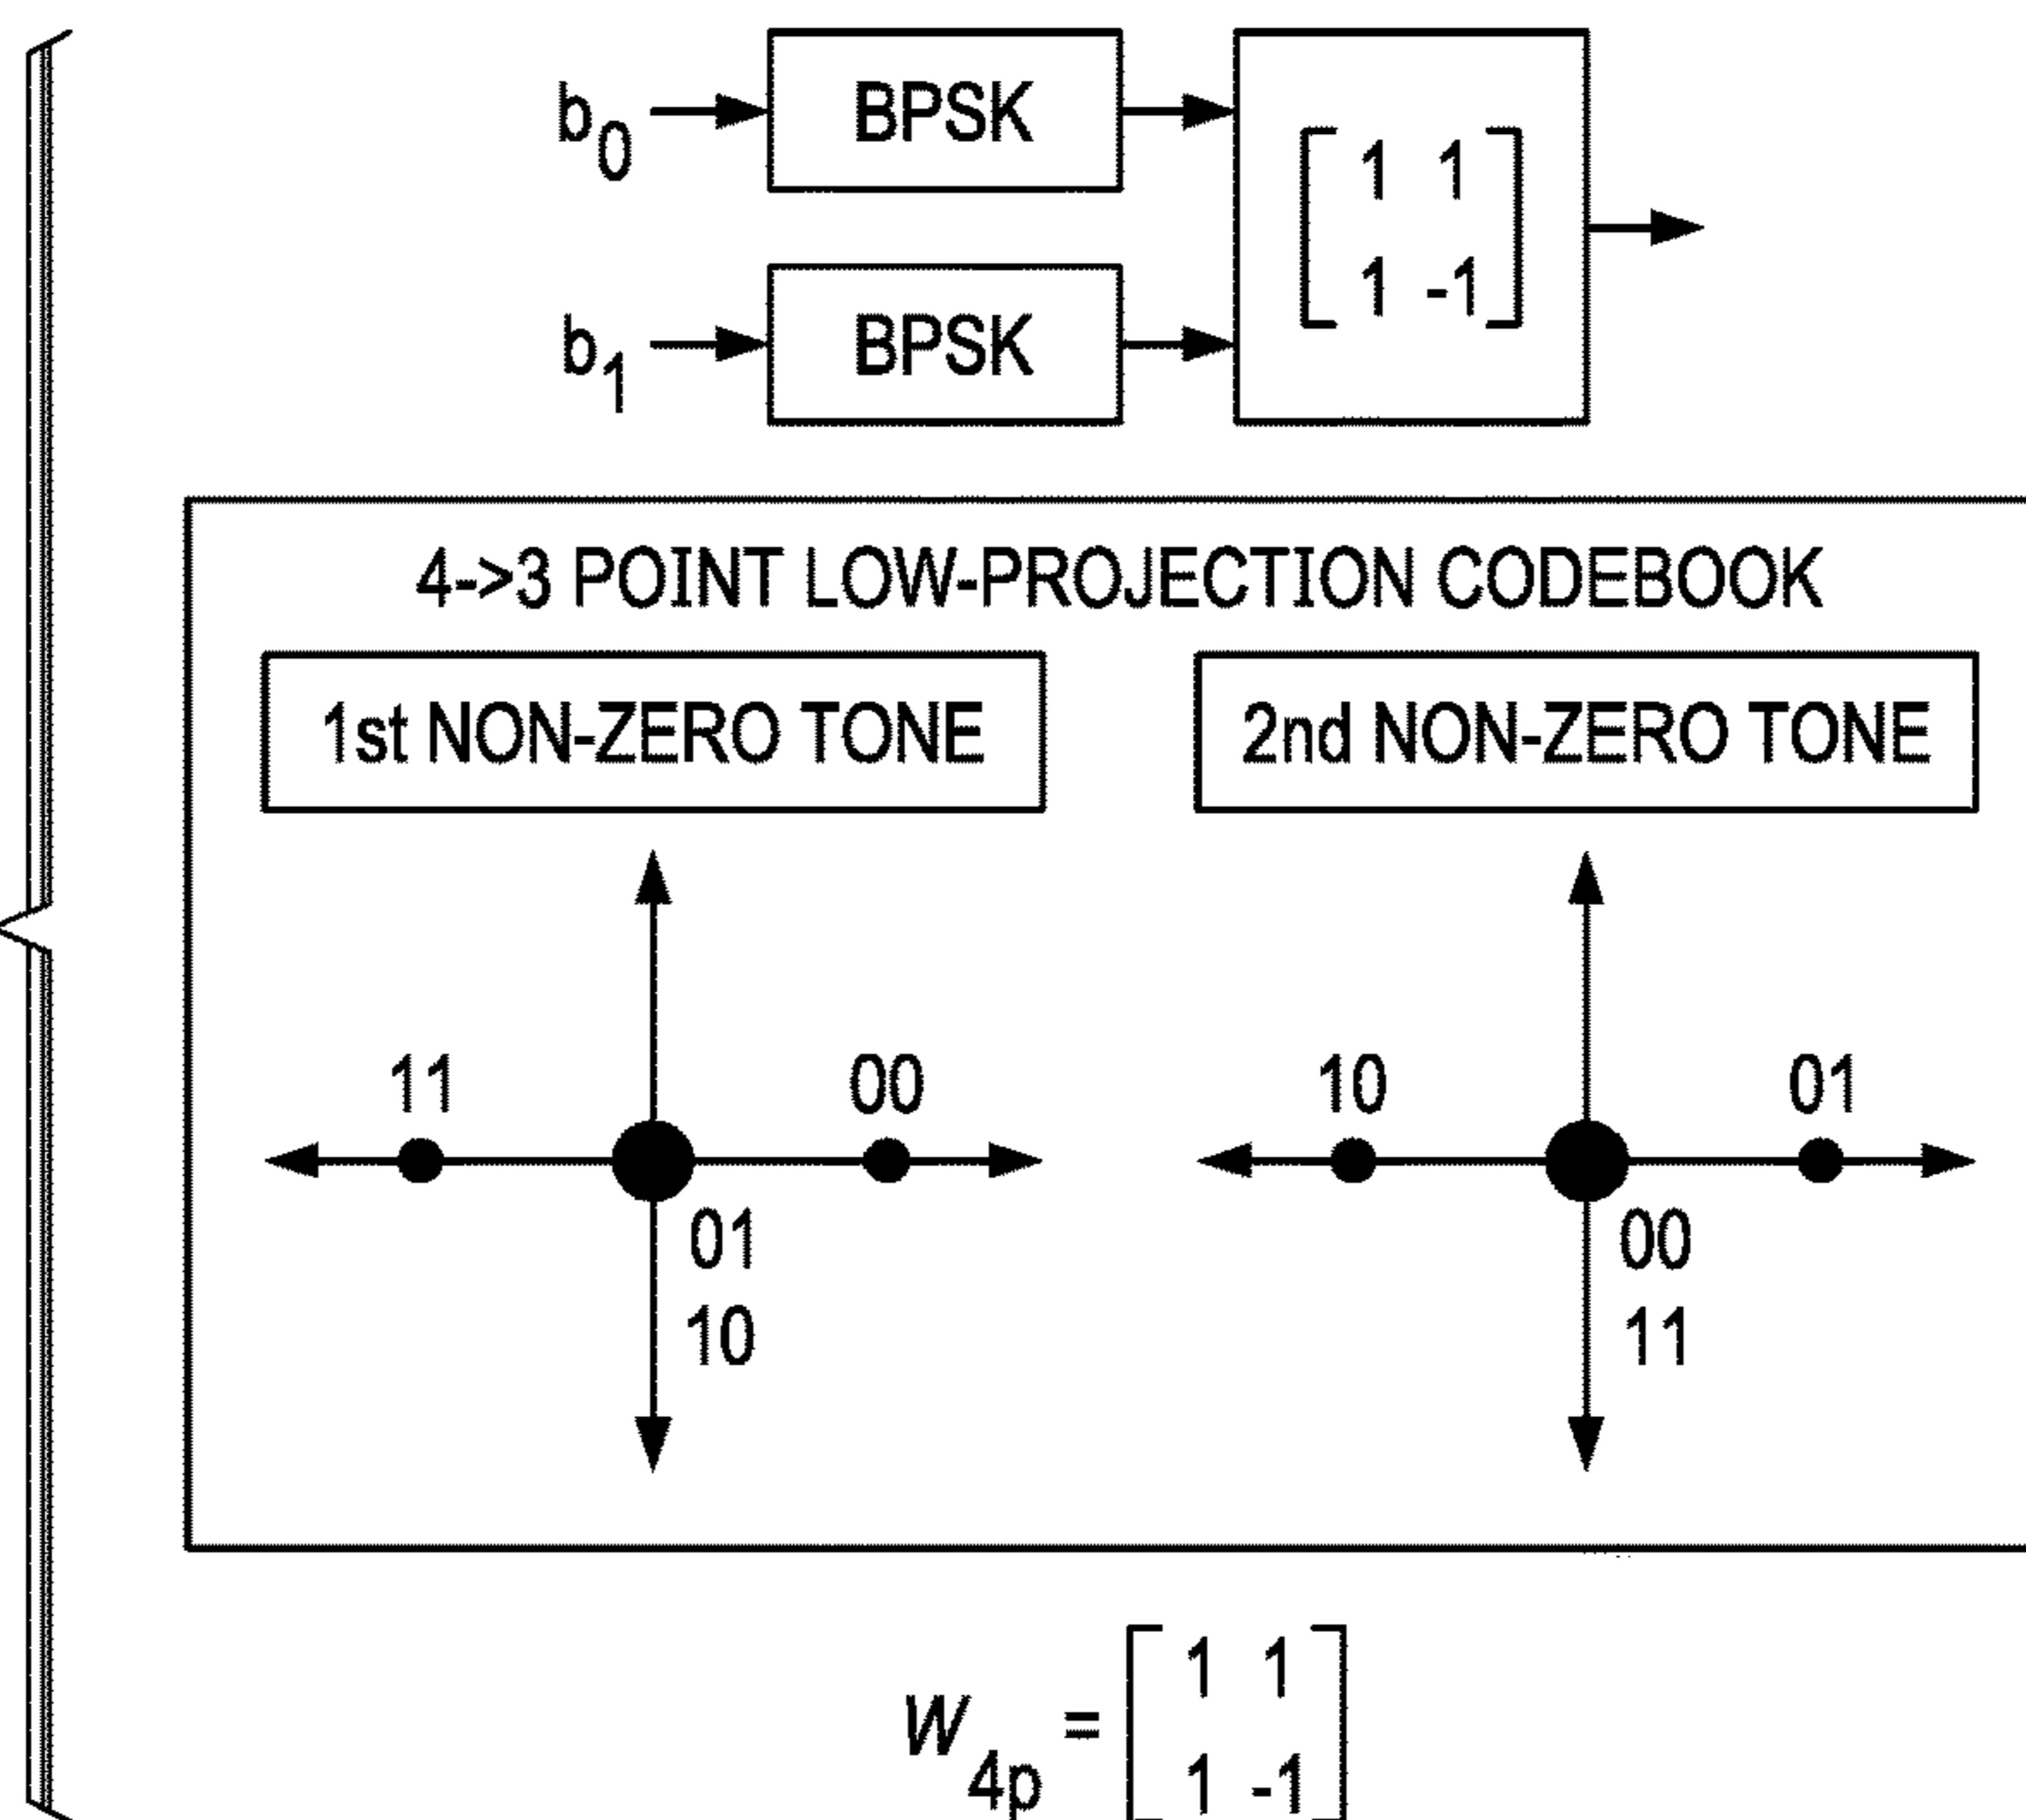 b0 BPSK
1 1
1 -1
b1 BPSK
4->3 POINT LOW-PROJECTION CODEBOOK
1st NON-ZERO TONE
2nd NON-ZERO TONE
11 00
01
10
10 01
00
11
W4p = 
1 1
1 -1